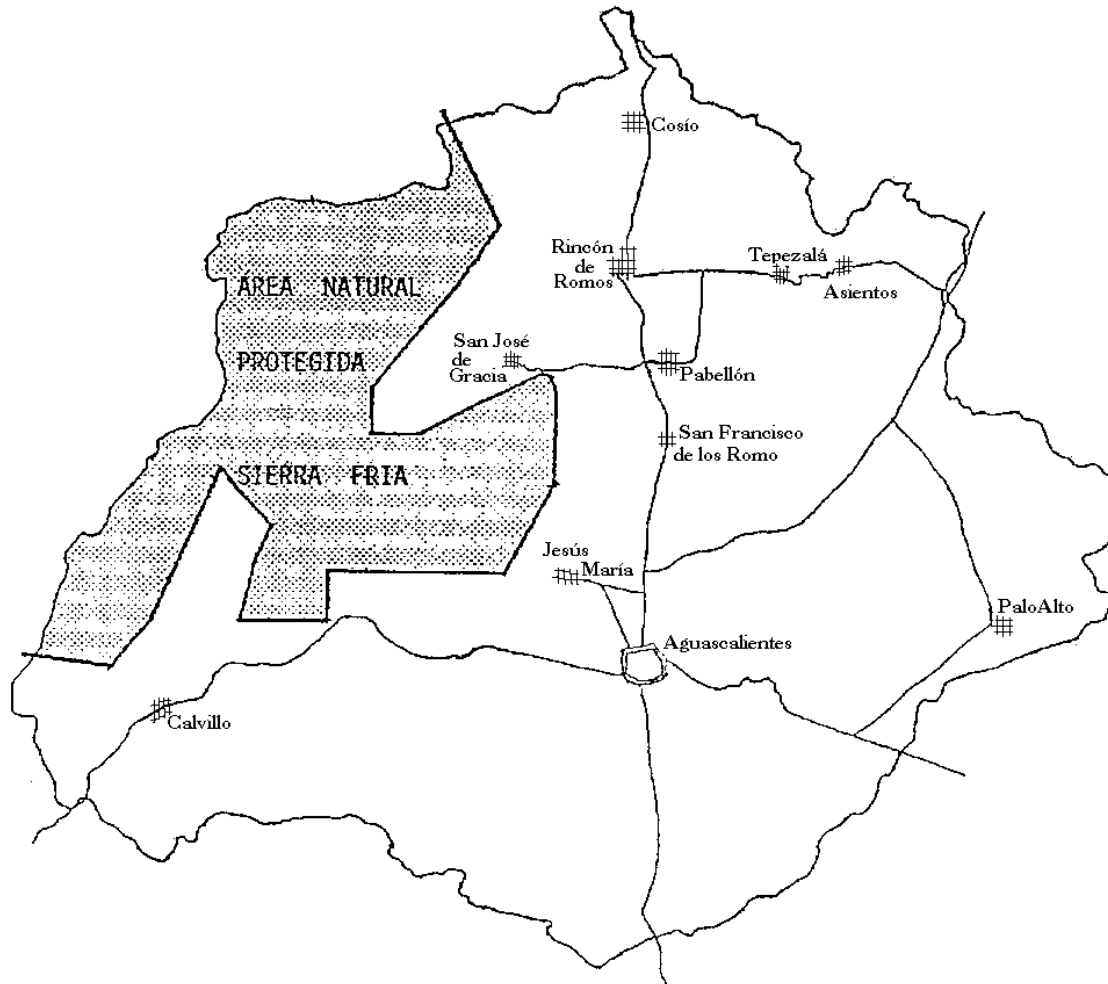 Cosío
Rincón
de
Romos
Tepezalá
Asientos
AREA NATURAL
PROTEGIDA
SIERRA FRIA
San José
de
Gracia
Pabellón
San Francisco
de los Romo
Jesús
María
PaloAlto
Aguascalientes
Calvillo